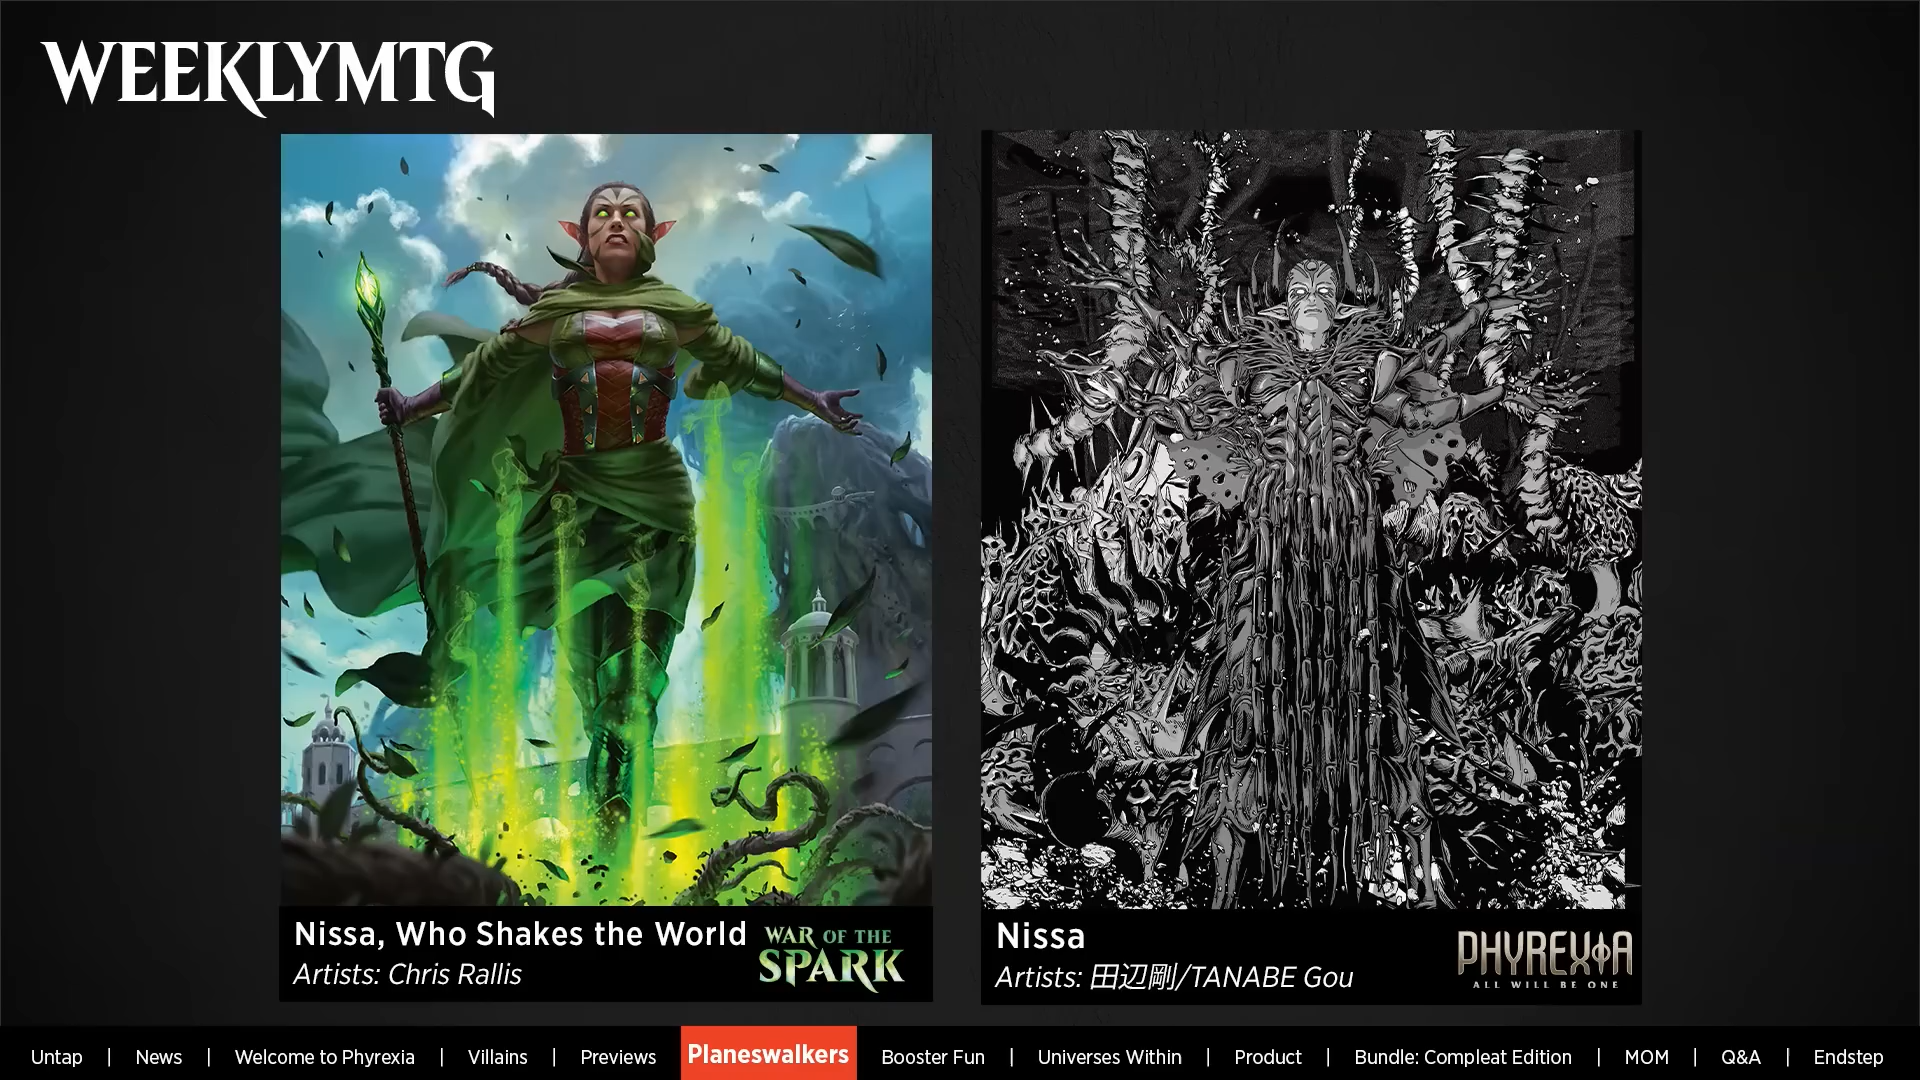 WEEKLYMTG
Nissa, Who Shakes the World
Artists: Chris Rallis
WAR OF THE
SPARK
Nissa
Artists: 田辺剛/TANABE Gou
PHYREXIA
ALL WILL BE ONE
Untap | News | Welcome to Phyrexia | Villains | Previews Planeswalkers Booster Fun | Universes Within | Product | Bundle: Compleat Edition | MOM | Q&A | Endstep